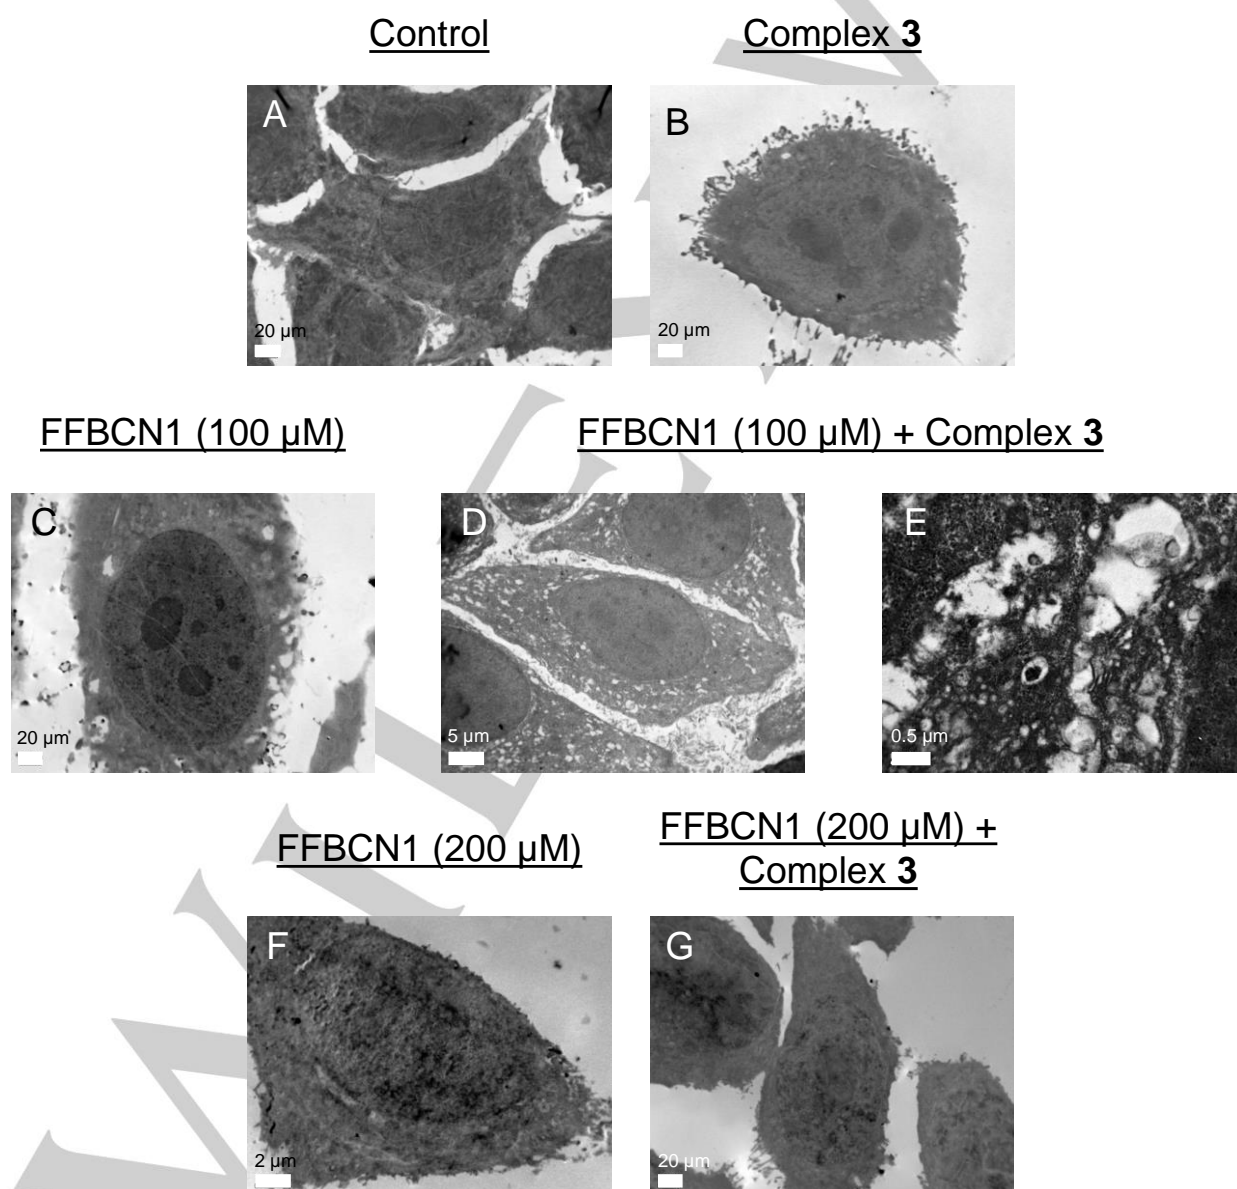 Control
Complex 3
A
20 µm
B
20 µm
FFBCN1 (100 µM)
FFBCN1 (100 µM) + Complex 3
C
20 µm
D
5 µm
E
0.5 µm
FFBCN1 (200 µM)
FFBCN1 (200 µM) +
Complex 3
F
2 µm
G
20 µm